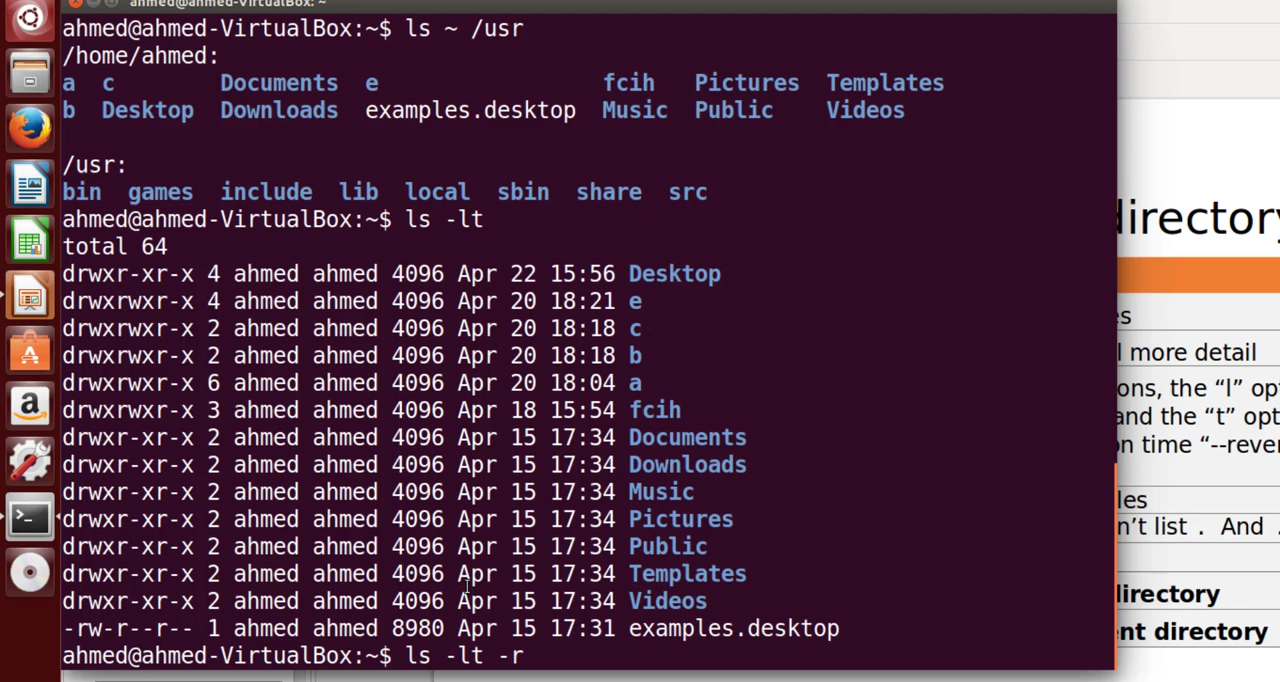 ahmed@ahmed-VirtualBox: ~
ahmed@ahmed-VirtualBox:~$ ls ~ /usr
/home/ahmed:
a c Documents e fcih Pictures Templates
b Desktop Downloads examples.desktop Music Public Videos
/usr:
bin games include lib local sbin share src
ahmed@ahmed-VirtualBox:~$ ls -lt
total 64
drwxr-xr-x 4 ahmed ahmed 4096 Apr 22 15:56 Desktop
drwxrwxr-x 4 ahmed ahmed 4096 Apr 20 18:21 e
drwxrwxr-x 2 ahmed ahmed 4096 Apr 20 18:18 c
drwxrwxr-x 2 ahmed ahmed 4096 Apr 20 18:18 b
drwxrwxr-x 6 ahmed ahmed 4096 Apr 20 18:04 a
drwxrwxr-x 3 ahmed ahmed 4096 Apr 18 15:54 fcih
drwxr-xr-x 2 ahmed ahmed 4096 Apr 15 17:34 Documents
drwxr-xr-x 2 ahmed ahmed 4096 Apr 15 17:34 Downloads
drwxr-xr-x 2 ahmed ahmed 4096 Apr 15 17:34 Music
drwxr-xr-x 2 ahmed ahmed 4096 Apr 15 17:34 Pictures
drwxr-xr-x 2 ahmed ahmed 4096 Apr 15 17:34 Public
drwxr-xr-x 2 ahmed ahmed 4096 Apr 15 17:34 Templates
drwxr-xr-x 2 ahmed ahmed 4096 Apr 15 17:34 Videos
-rw-r--r-- 1 ahmed ahmed 8980 Apr 15 17:31 examples.desktop
ahmed@ahmed-VirtualBox:~$ ls -lt -r
directory
es
l more detail
ons, the “l” opt
and the “t” opt
on time “--rever
les
n’t list . And .
directory
nt directory